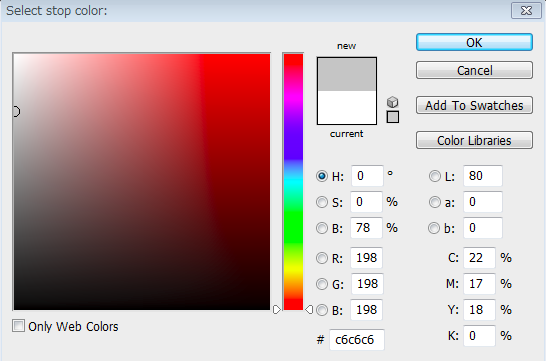 Select stop color:
new
current
OK
Cancel
Add To Swatches
Color Libraries
H: 0 °
S: 0 %
B: 78 %
R: 198
G: 198
B: 198
# c6c6c6
L: 80
a: 0
b: 0
C: 22 %
M: 17 %
Y: 18 %
K: 0 %
Only Web Colors